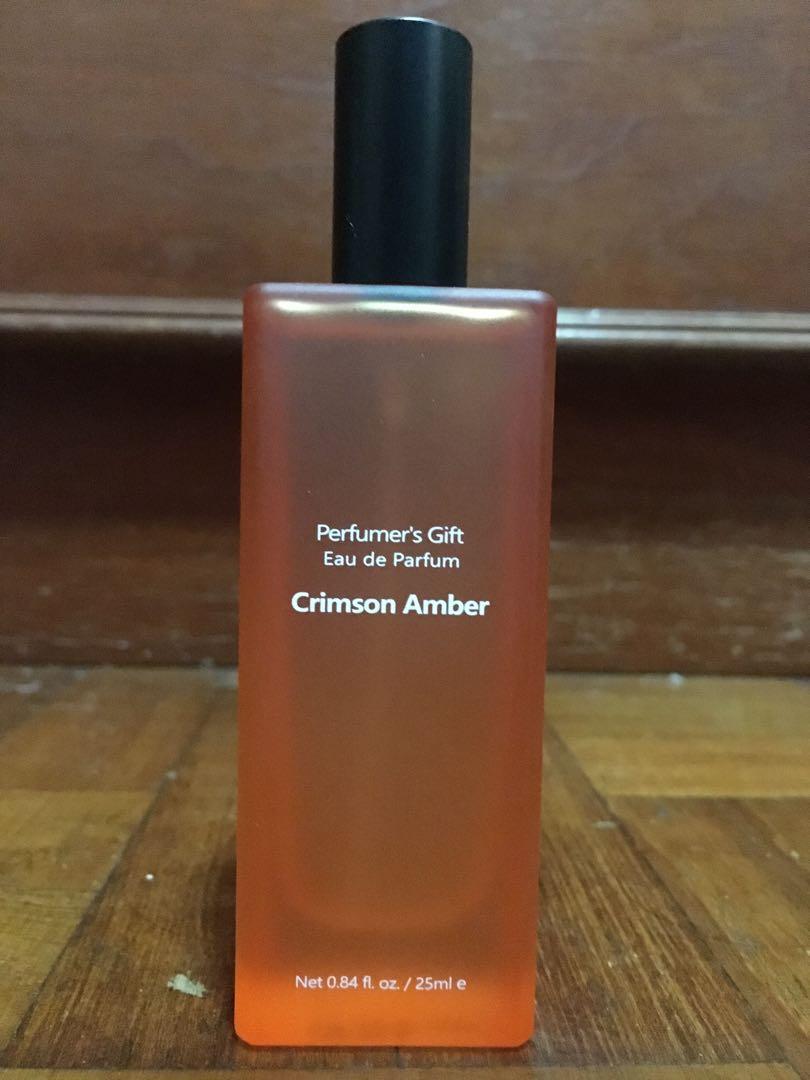 Perfumer's Gift
Eau de Parfum
Crimson Amber
Net 0.84 fl. oz. / 25ml e